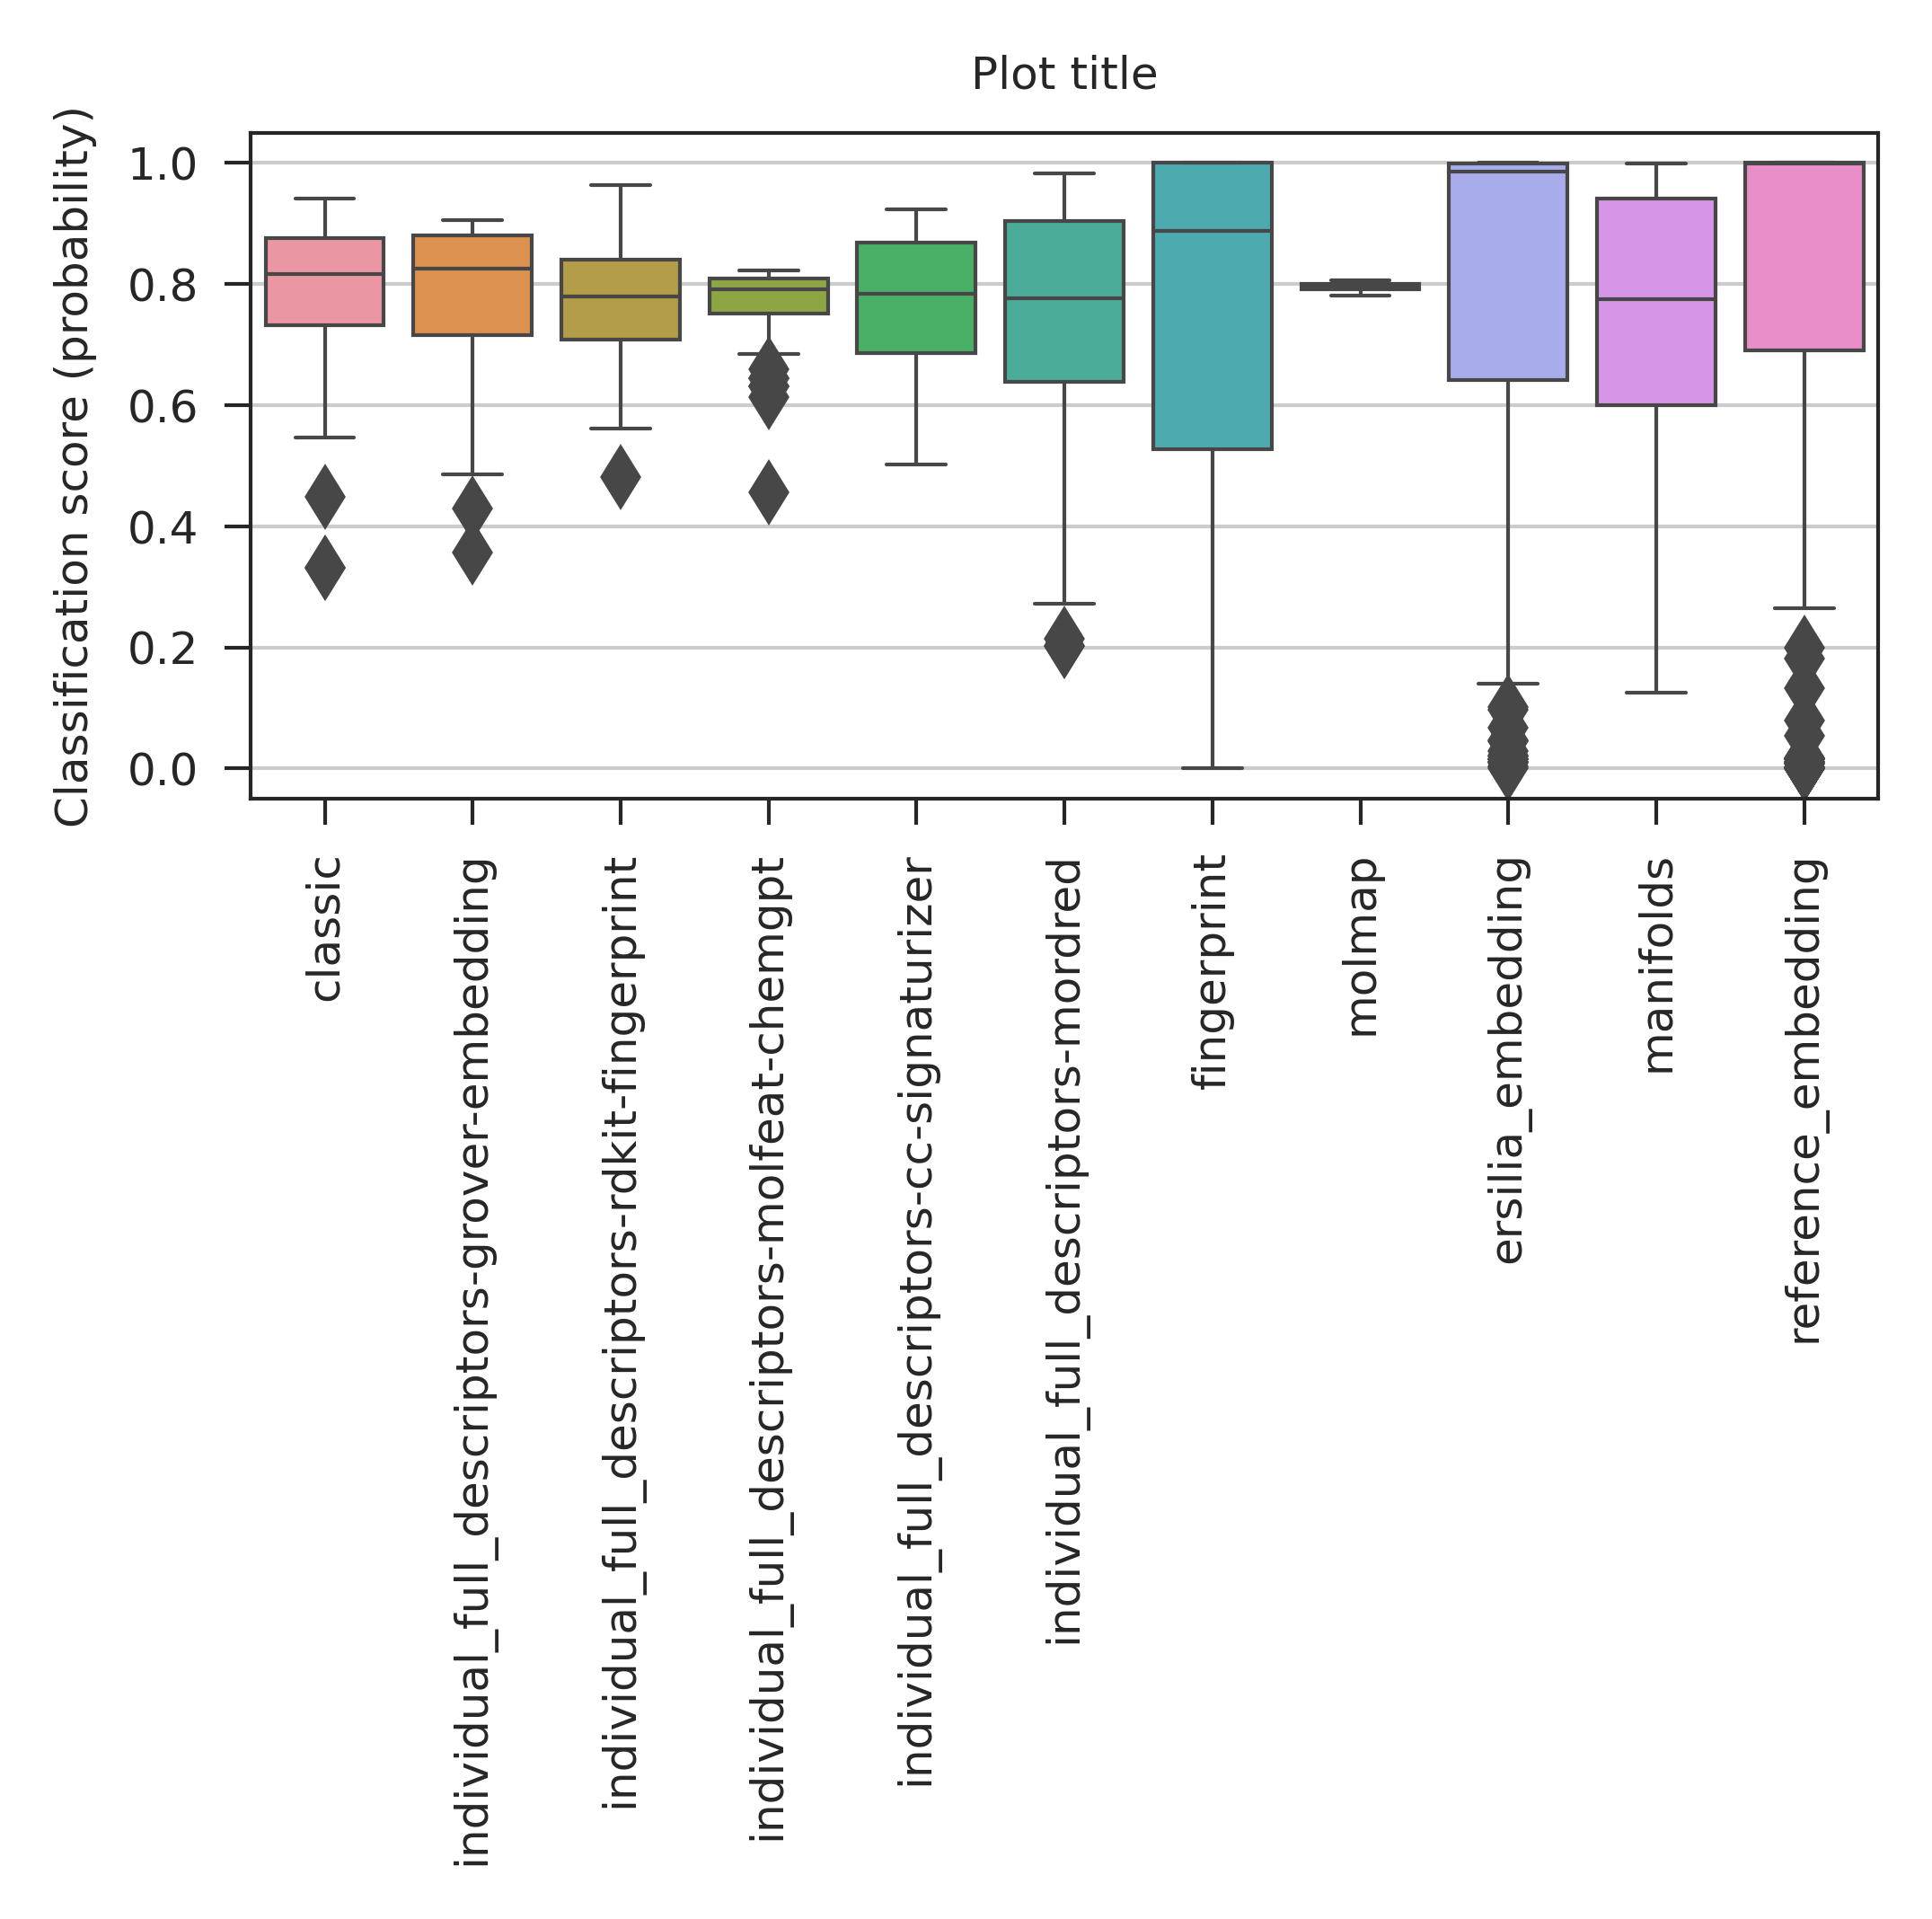 Plot title
Classification score (probability)
1.0
0.8
0.6
0.4
0.2
0.0
classic
individual_full_descriptors-grover-embedding
individual_full_descriptors-rdkit-fingerprint
individual_full_descriptors-molfeat-chemgpt
individual_full_descriptors-cc-signaturizer
individual_full_descriptors-mordred
fingerprint
molmap
ersilia_embedding
manifolds
reference_embedding